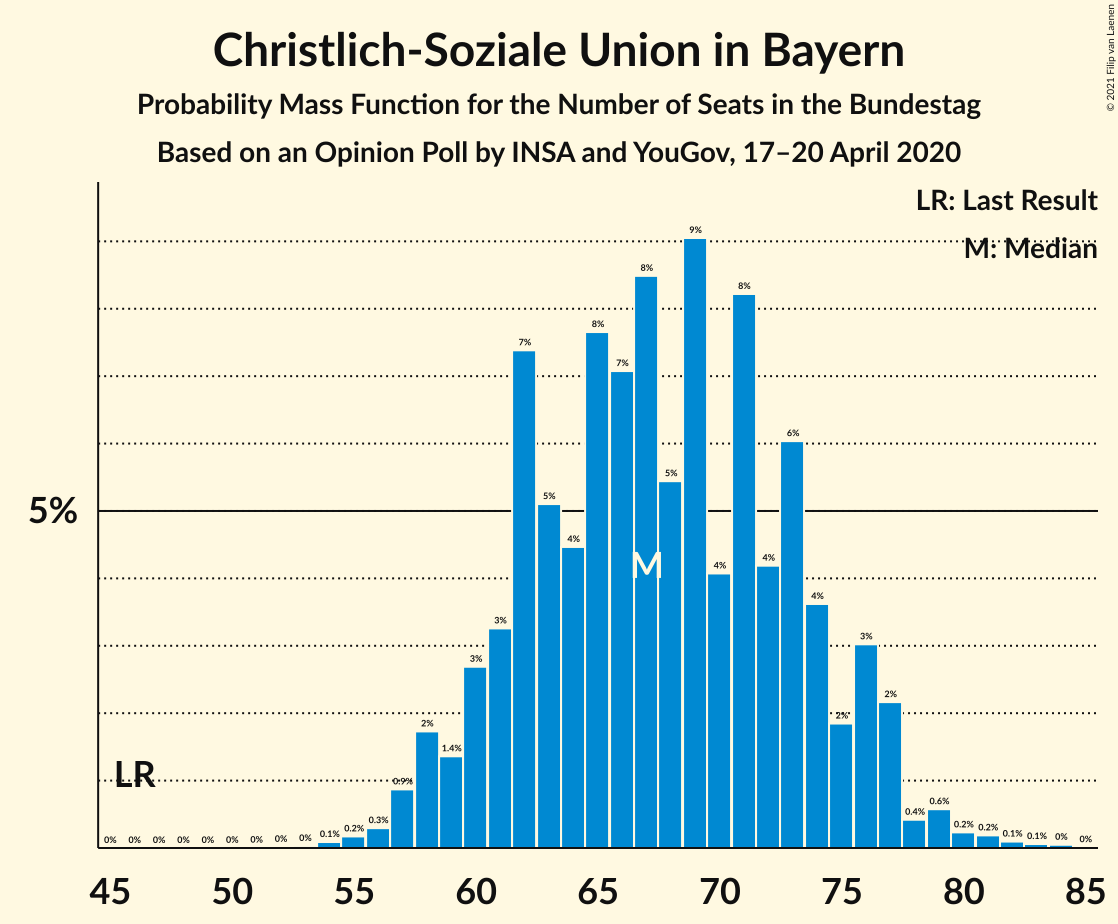 Christlich-Soziale Union in Bayern
Probability Mass Function for the Number of Seats in the Bundestag
Based on an Opinion Poll by INSA and YouGov, 17–20 April 2020
© 2021 Filip van Laenen
LR: Last Result
M: Median
5%
LR
M
0% 0% 0% 0% 0% 0% 0% 0% 0% 0.1% 0.2% 0.3% 0.9% 2% 1.4% 3% 3% 7% 5% 4% 8% 7% 8% 5% 9% 4% 8% 4% 6% 4% 2% 3% 2% 0.4% 0.6% 0.2% 0.2% 0.1% 0.1% 0% 0%
45 50 55 60 65 70 75 80 85